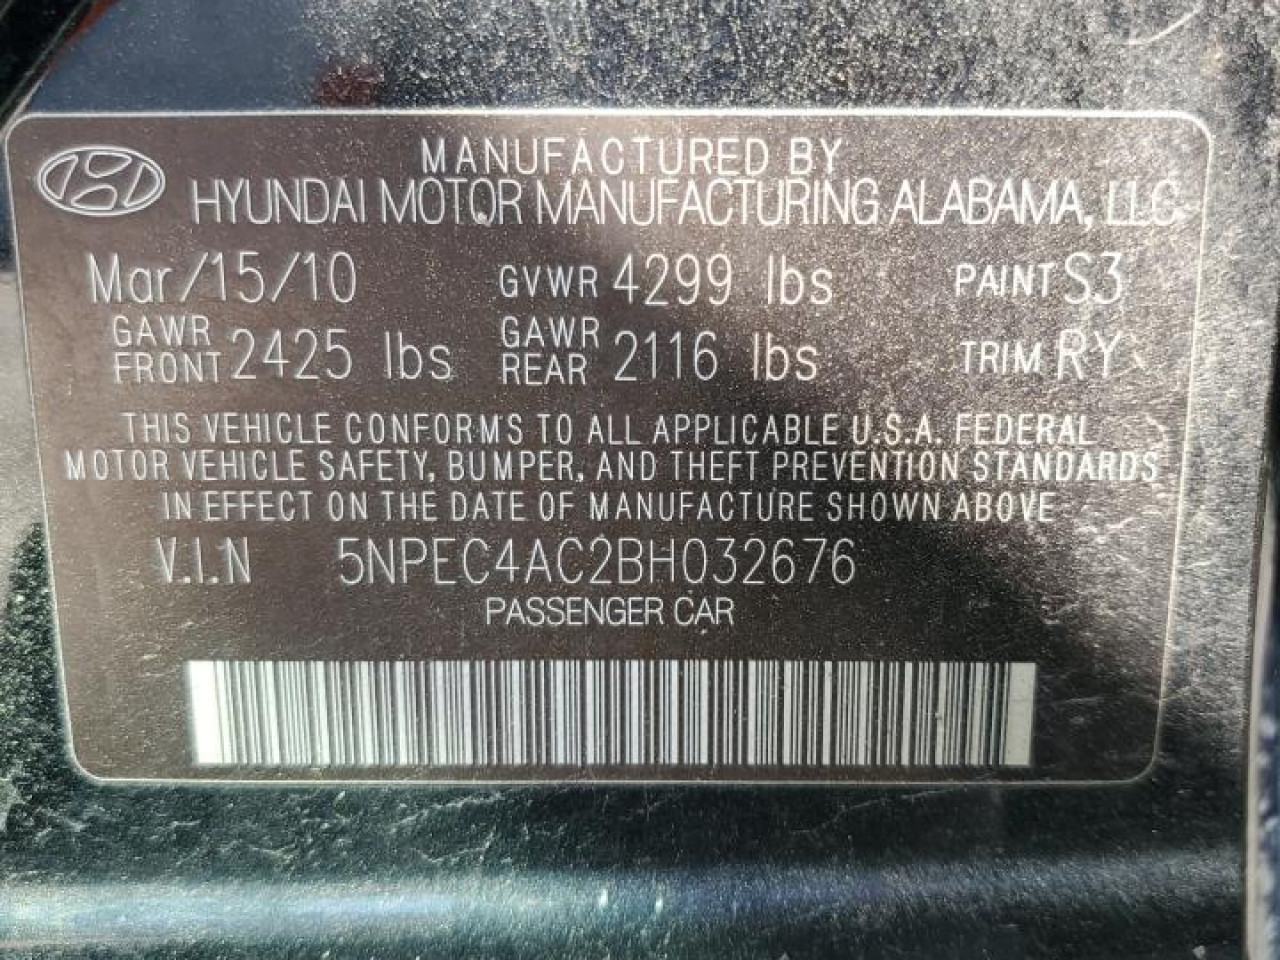 MANUFACTURED BY
HYUNDAI MOTOR MANUFACTURING ALABAMA, LLC
Mar/15/10 GVWR 4299 lbs PAINT S3
GAWR FRONT 2425 lbs GAWR REAR 2116 lbs TRIM RY
THIS VEHICLE CONFORMS TO ALL APPLICABLE U.S.A. FEDERAL
MOTOR VEHICLE SAFETY, BUMPER, AND THEFT PREVENTION STANDARDS
IN EFFECT ON THE DATE OF MANUFACTURE SHOWN ABOVE
V.I.N 5NPEC4AC2BH032676
PASSENGER CAR